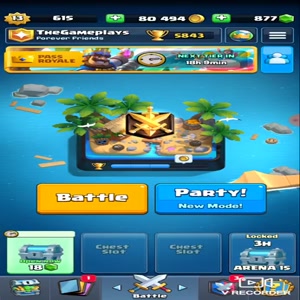 13 615 80 494 877
TheGameplays 5843
Forever Friends
PASS ROYALE
NEXT TIER IN
18h 9min
Battle
Party!
New Mode!
18
Chest Slot
Chest Slot
Locked
3H
ARENA 15
Battle
RECORDER